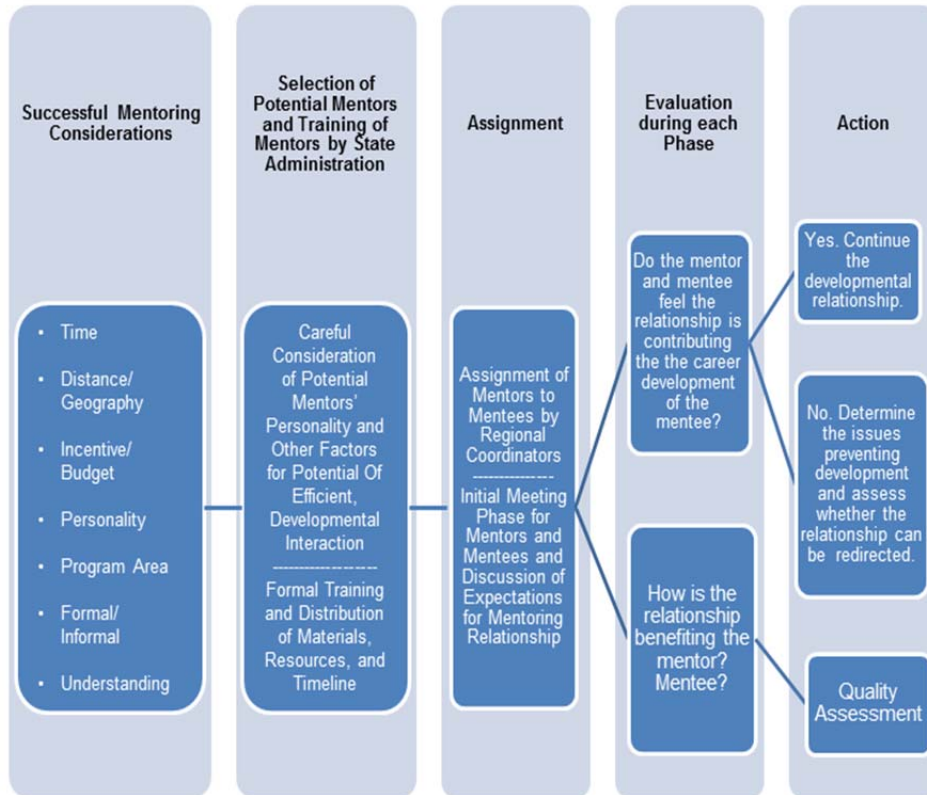 Successful Mentoring
Considerations
• Time
• Distance/
Geography
• Incentive/
Budget
• Personality
• Program Area
• Formal/
Informal
• Understanding
Selection of
Potential Mentors
and Training of
Mentors by State
Administration
Careful
Consideration
of Potential
Mentors'
Personality and
Other Factors
for Potential Of
Efficient,
Developmental
Interaction
-------------------
Formal Training
and Distribution
of Materials,
Resources, and
Timeline
Assignment
Assignment of
Mentors to
Mentees by
Regional
Coordinators
---------------
Initial Meeting
Phase for
Mentors and
Mentees and
Discussion of
Expectations
for Mentoring
Relationship
Evaluation
during each
Phase
Do the mentor
and mentee
feel the
relationship is
contributing
the the career
development
of the
mentee?
How is the
relationship
benefiting the
mentor?
Mentee?
Action
Yes. Continue
the
developmental
relationship.
No. Determine
the issues
preventing
development
and assess
whether the
relationship can
be redirected.
Quality
Assessment